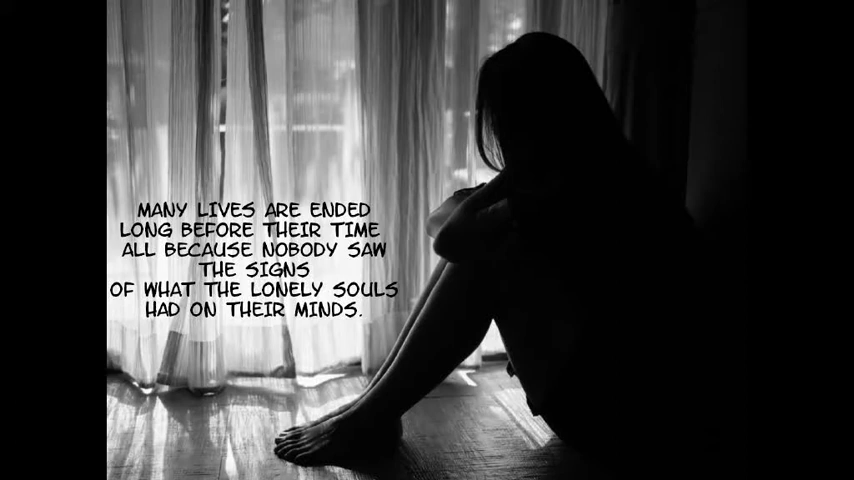 MANY LIVES ARE ENDED
LONG BEFORE THEIR TIME
ALL BECAUSE NOBODY SAW
THE SIGNS
OF WHAT THE LONELY SOULS
HAD ON THEIR MINDS.